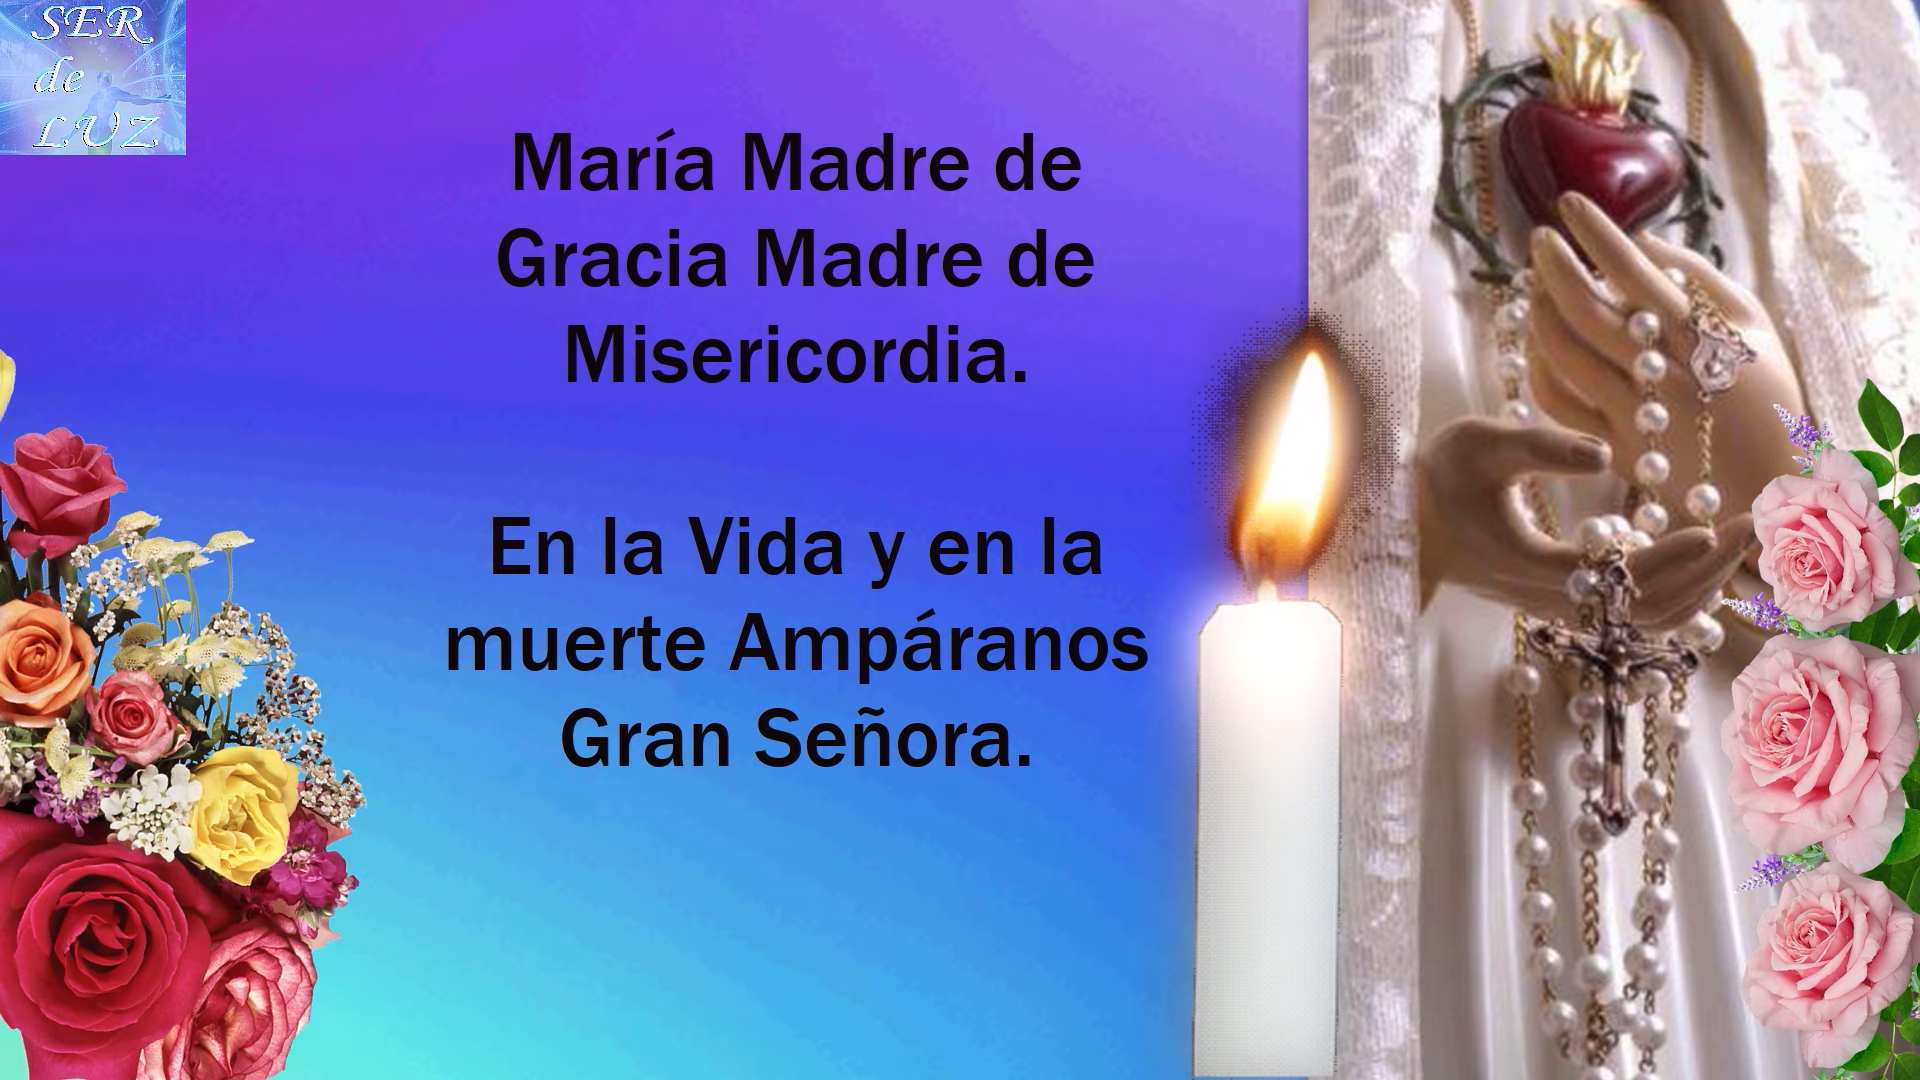 SER
de
LUZ
María Madre de
Gracia Madre de
Misericordia.
En la Vida y en la
muerte Ampáranos
Gran Señora.